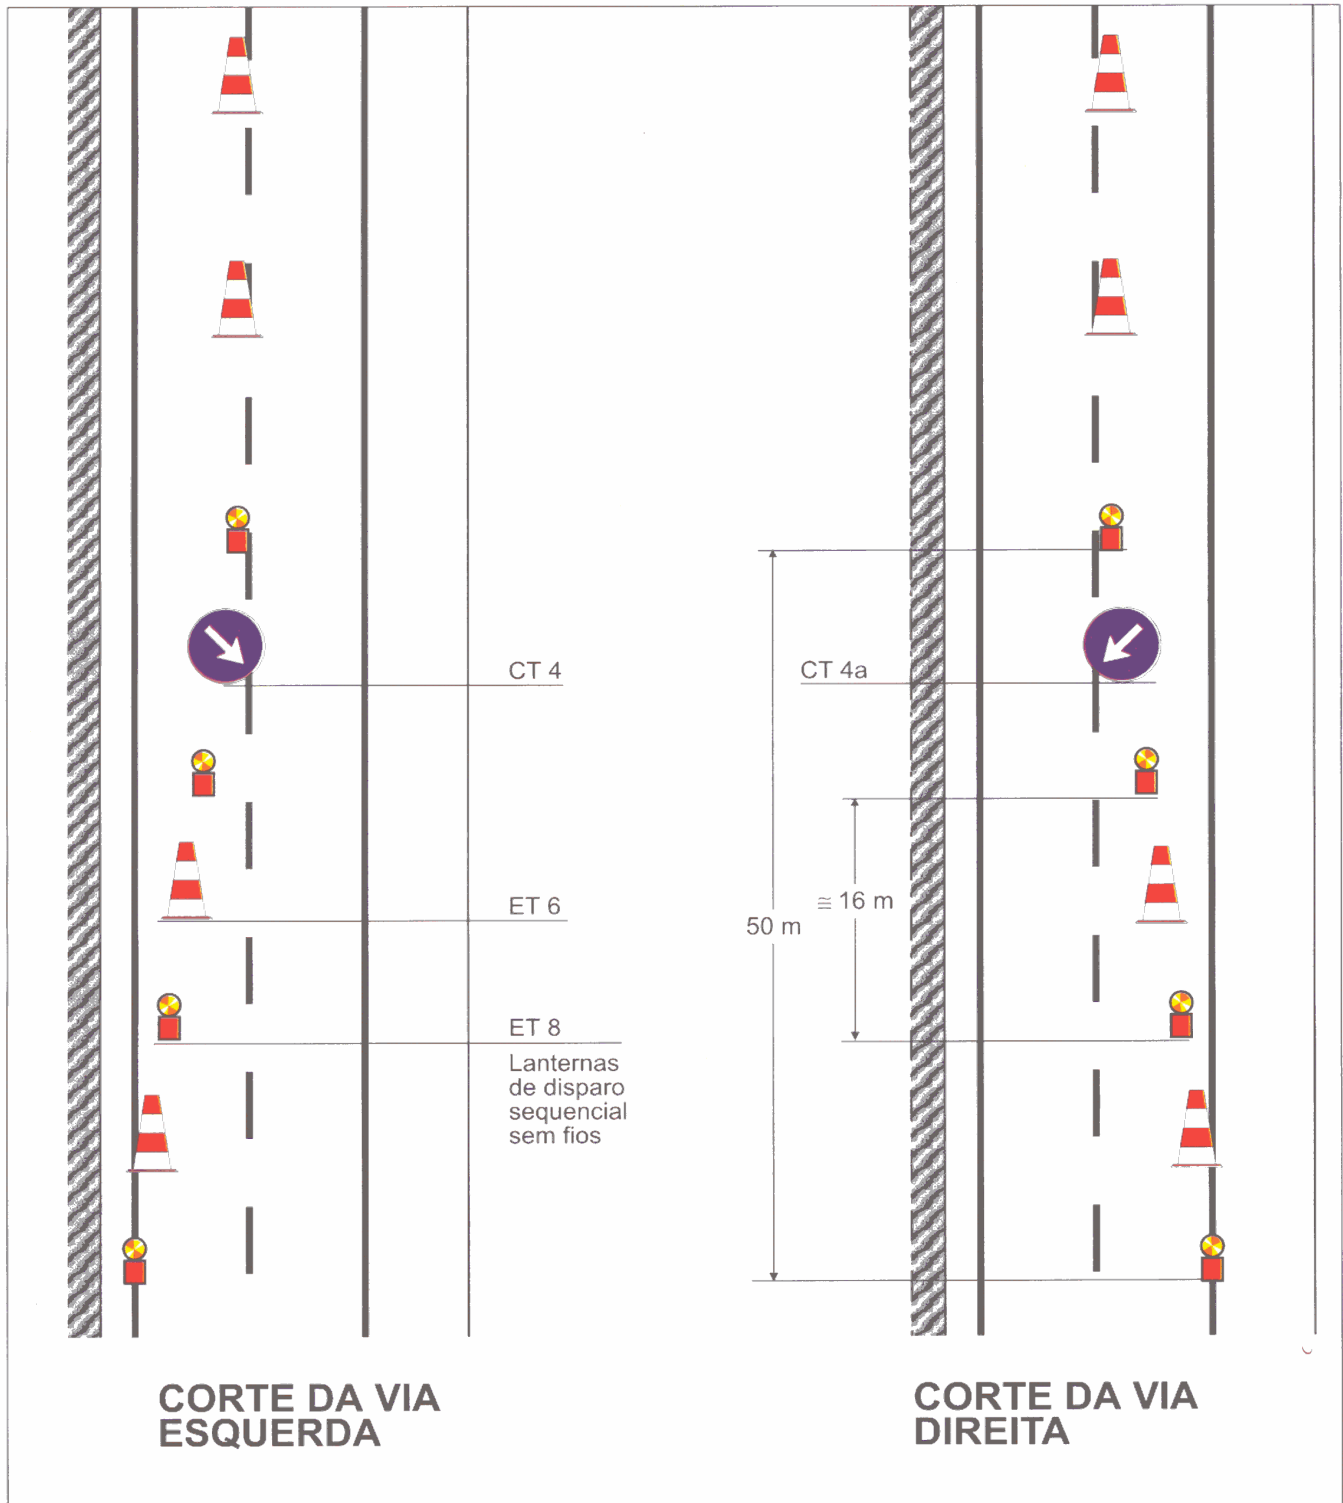 CT 4
ET 6
ET 8
Lanternas
de disparo
sequencial
sem fios
CT 4a
≅ 16 m
50 m
CORTE DA VIA
ESQUERDA
CORTE DA VIA
DIREITA